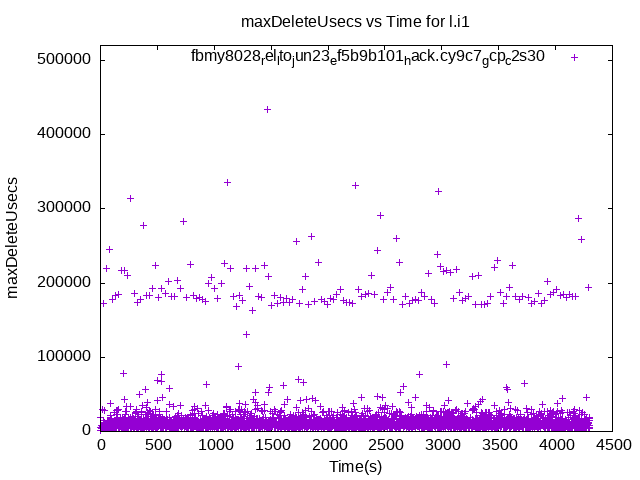 maxDeleteUsecs vs Time for l.i1
fbmy8028rel_lto_jun23_ef5b9b101_hack.cy9c7_gcp_c2s30
500000
400000
300000
200000
100000
0
maxDeleteUsecs
0 500 1000 1500 2000 2500 3000 3500 4000 4500
Time(s)